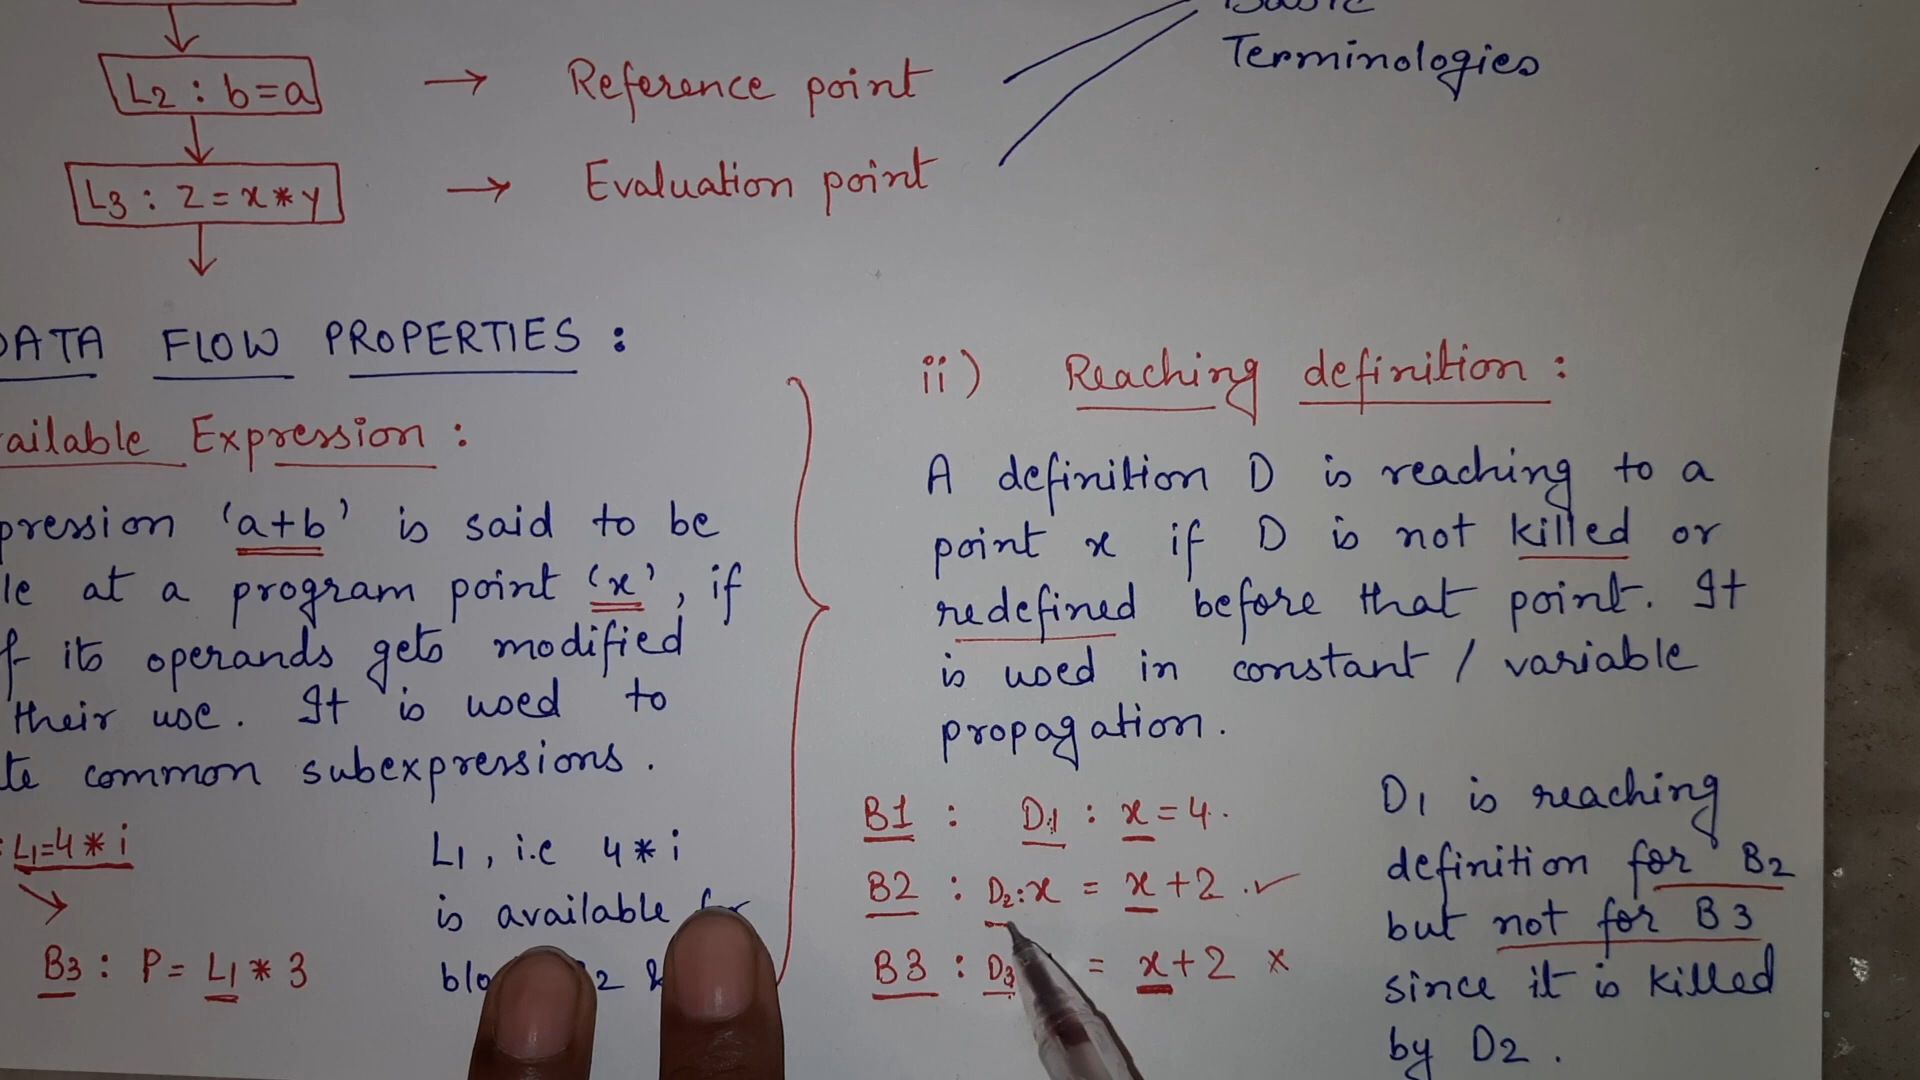 Terminologies
L2 : b=a → Reference point
L3 : Z = x * y → Evaluation point
DATA FLOW PROPERTIES :
ailable Expression :
pression 'a+b' is said to be
le at a program point 'x', if
f its operands gets modified
their use. It is used to
te common subexpressions.
L1=4 * i
B3 : P = L1 * 3
L1, i.e 4 * i
is available
2 &
ii) Reaching definition :
A definition D is reaching to a
point x if D is not killed or
redefined before that point. It
is used in constant / variable
propagation.
B1 : D1 : x = 4.
B2 : D2 : x = x + 2 . ✓
B3 : D3 = x + 2 ×
D1 is reaching
definition for B2
but not for B3
since it is killed
by D2 .